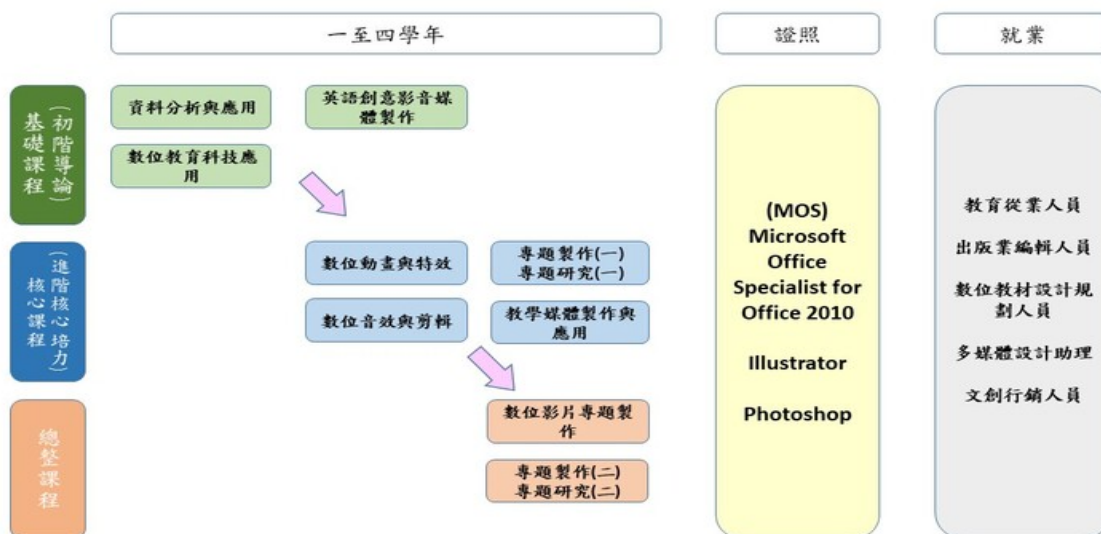 一至四學年
證照
就業
基礎課程
(初階導論)
資料分析與應用
英語創意影音媒
體製作
數位教育科技應
用
核心課程
(進階核心培力)
數位動畫與特效
專題製作(一)
專題研究(一)
數位音效與剪輯
教學媒體製作與
應用
總整課程
數位影片專題製
作
專題製作(二)
專題研究(二)
(MOS)
Microsoft
Office
Specialist for
Office 2010
Illustrator
Photoshop
教育從業人員
出版業編輯人員
數位教材設計規
劃人員
多媒體設計助理
文創行銷人員